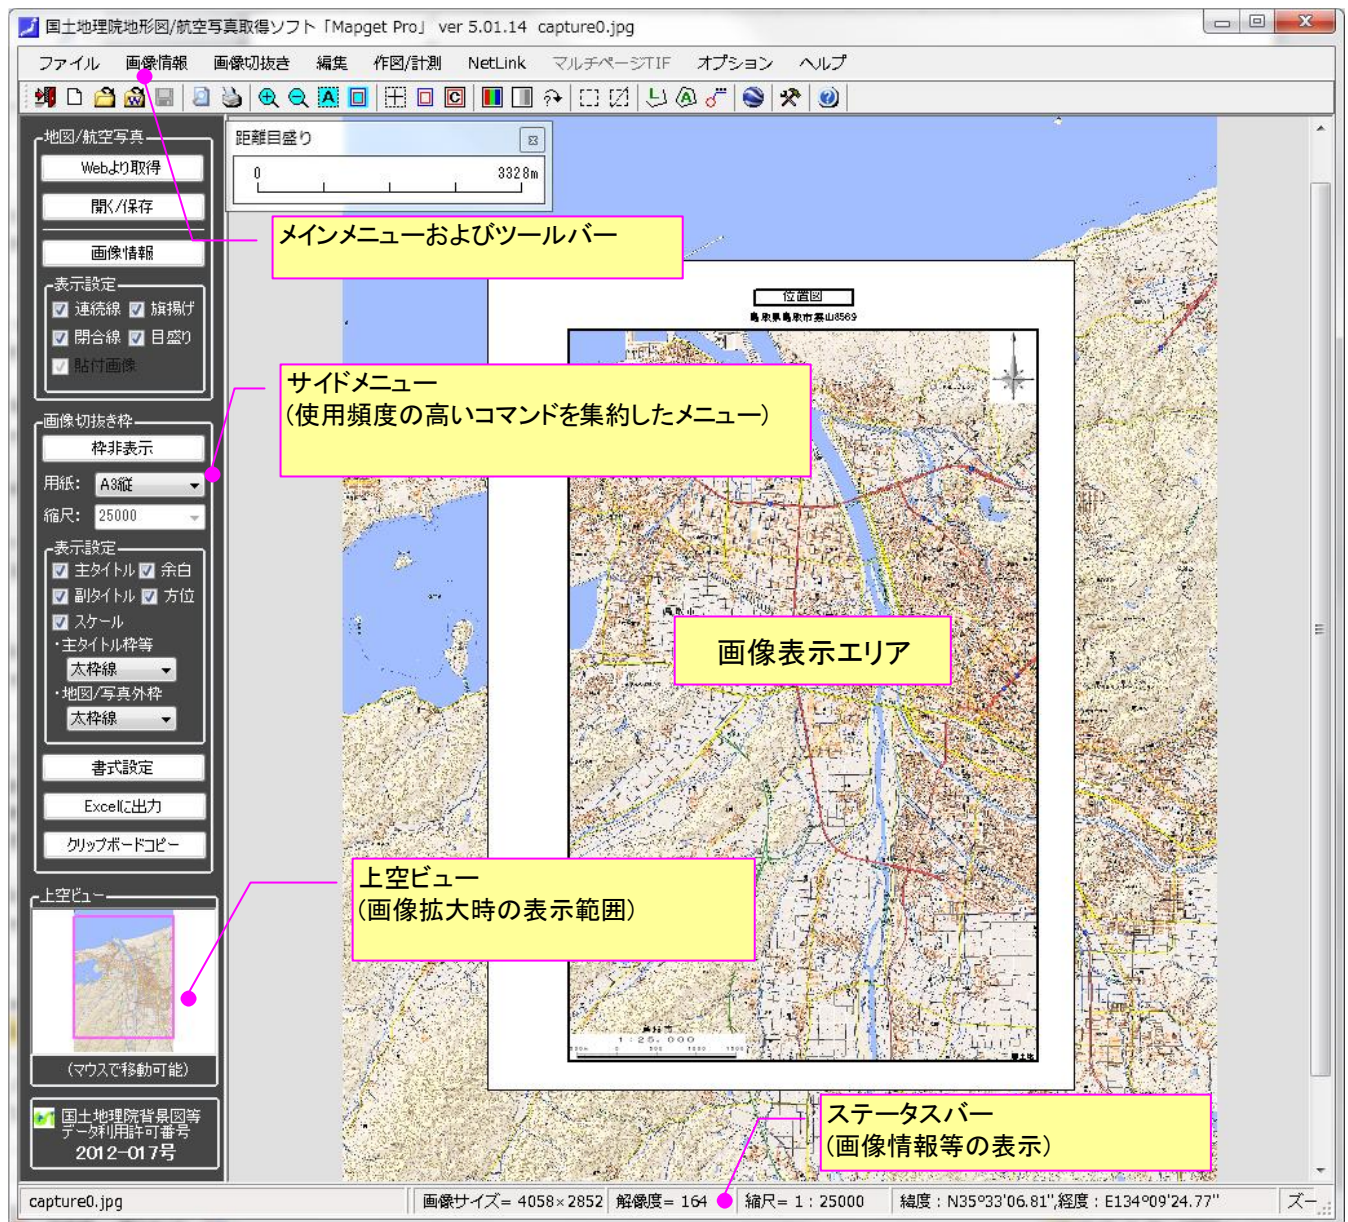 国土地理院地形図/航空写真取得ソフト「Mapget Pro」 ver 5.01.14 capture0.jpg
ファイル 画像情報 画像切抜き 編集 作図/計測 NetLink マルチページTIF オプション ヘルプ
地図/航空写真
Webより取得
開く/保存
画像情報
表示設定
連続線 旗揚げ
閉合線 目盛り
貼付画像
画像切抜き枠
枠非表示
用紙: A3縦
縮尺: 25000
表示設定
主タイトル 余白
副タイトル 方位
スケール
・主タイトル枠等
太枠線
・地図/写真外枠
太枠線
書式設定
Excelに出力
クリップボードコピー
上空ビュー
(マウスで移動可能)
国土地理院背景図等
データ利用許可番号
2012-017号
距離目盛り
0 3328m
メインメニューおよびツールバー
位置図
サイドメニュー
(使用頻度の高いコマンドを集約したメニュー)
画像表示エリア
上空ビュー
(画像拡大時の表示範囲)
1:25,000
ステータスバー
(画像情報等の表示)
capture0.jpg 画像サイズ= 4058×2852 解像度= 164 縮尺= 1 : 25000 緯度 : N35°33'06.81",経度 : E134°09'24.77" ズー